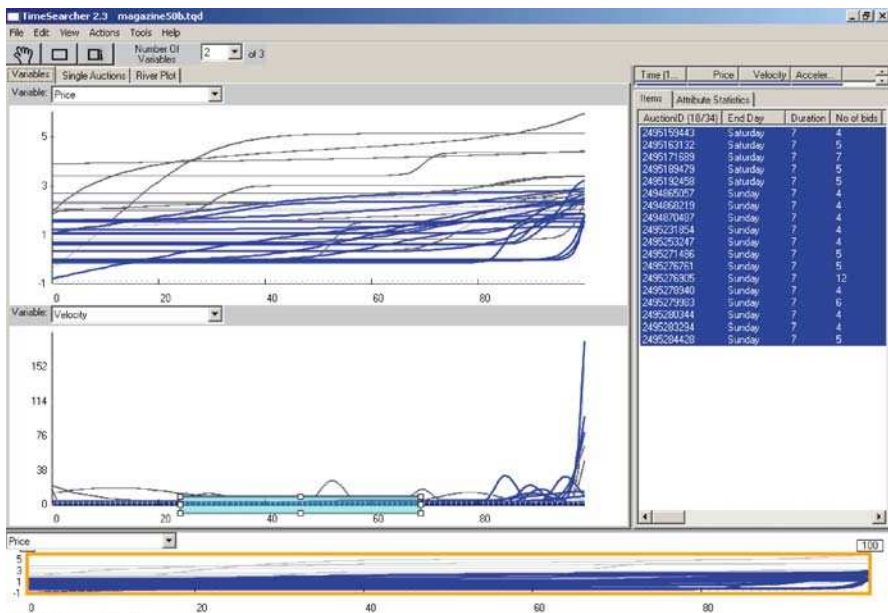 TimeSearcher 2.3 magazine50b.tqd
File Edit View Actions Tools Help
Number Of Variables 2 of 3
Variables Single Auctions River Plot
Variable: Price
5
3
1
-1
0 20 40 60 80
Variable: Velocity
152
114
76
38
0
0 20 40 60 80
Time (1... Price Velocity Acceler...
Items Attribute Statistics
AuctionID (18/34) End Day Duration No of bids
2495159443 Saturday 7 4
2495163132 Saturday 7 5
2495171689 Saturday 7 7
2495189479 Saturday 7 5
2495192458 Saturday 7 5
2494865057 Sunday 7 4
2494868219 Sunday 7 4
2494870487 Sunday 7 4
2495231854 Sunday 7 4
2495253247 Sunday 7 4
2495271486 Sunday 7 5
2495276761 Sunday 7 5
2495276905 Sunday 7 12
2495278940 Sunday 7 4
2495279983 Sunday 7 6
2495280344 Sunday 7 4
2495283294 Sunday 7 4
2495284428 Sunday 7 5
Price
100
5
3
1
-1
0 20 40 60 80